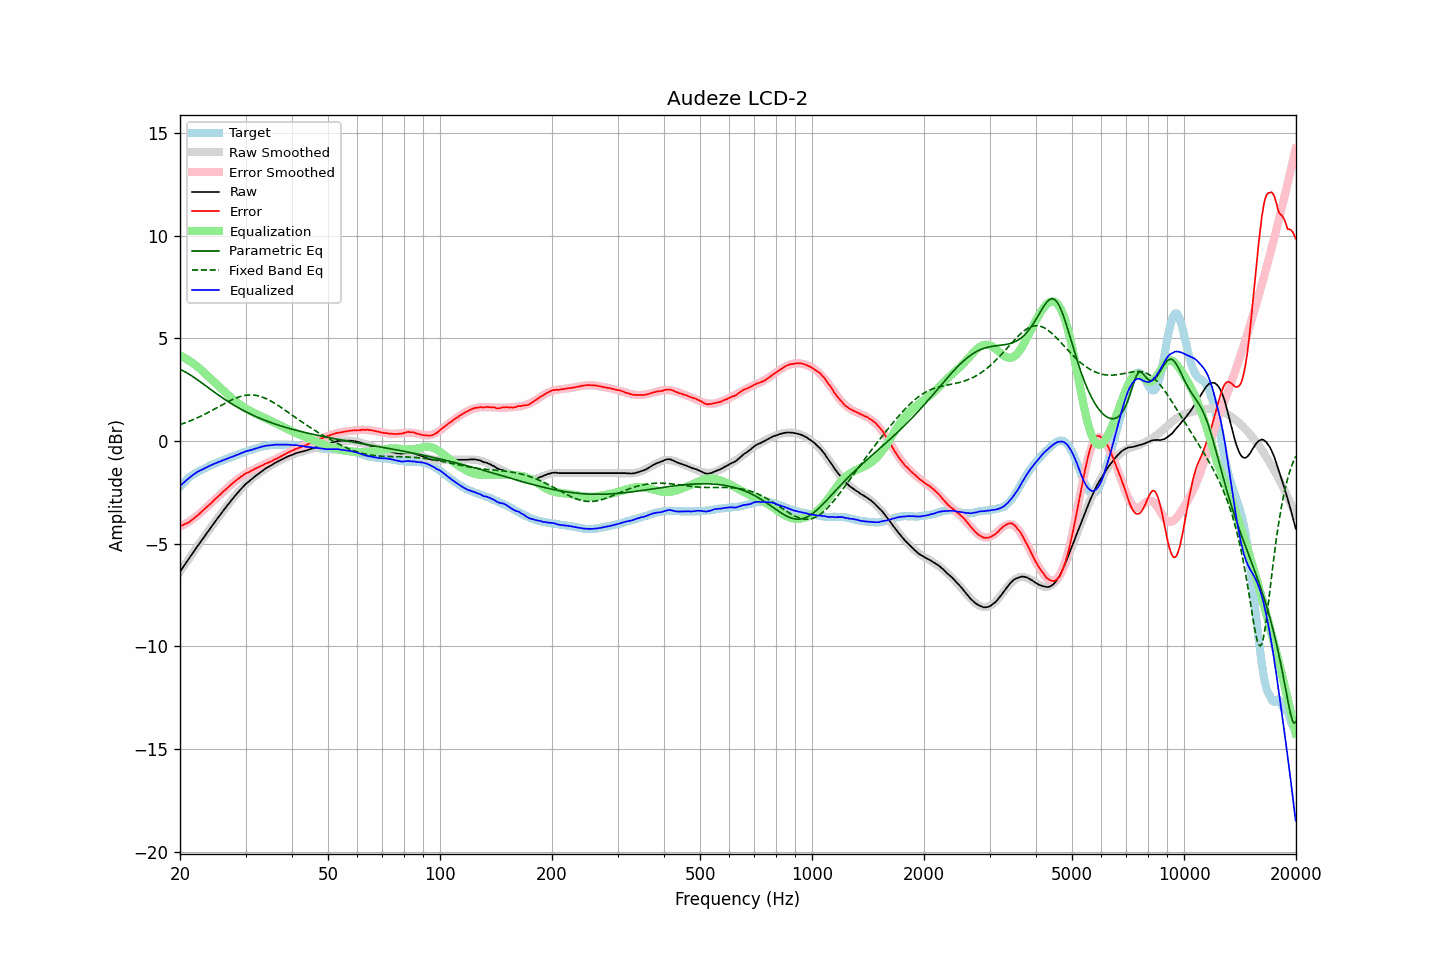 Audeze LCD-2
Target
Raw Smoothed
Error Smoothed
Raw
Error
Equalization
Parametric Eq
Fixed Band Eq
Equalized
Amplitude (dBr)
15
10
5
0
−5
−10
−15
−20
20 50 100 200 500 1000 2000 5000 10000 20000
Frequency (Hz)